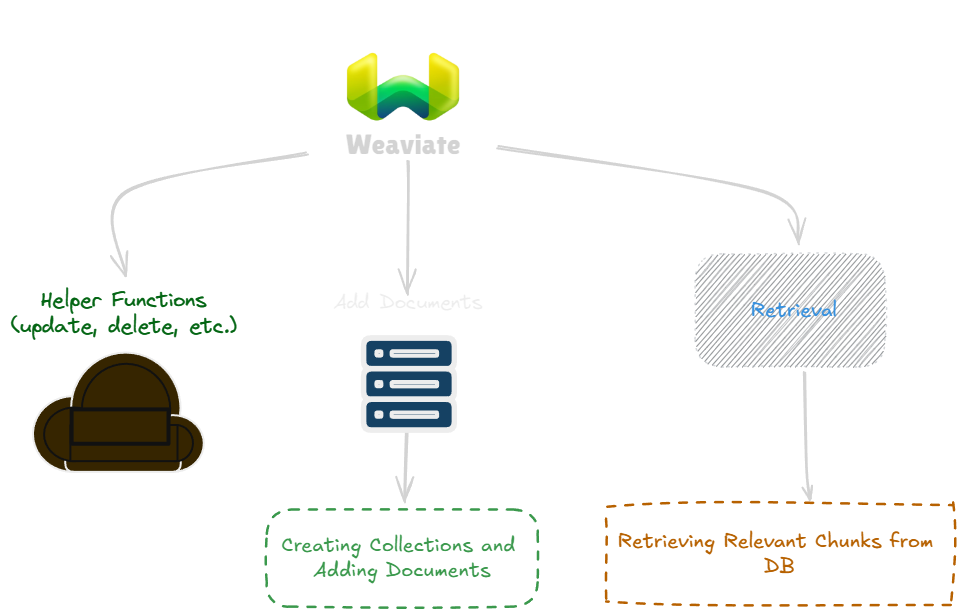 Weaviate
Helper Functions
(update, delete, etc.)
Add Documents
Retrieval
Creating Collections and
Adding Documents
Retrieving Relevant Chunks from
DB